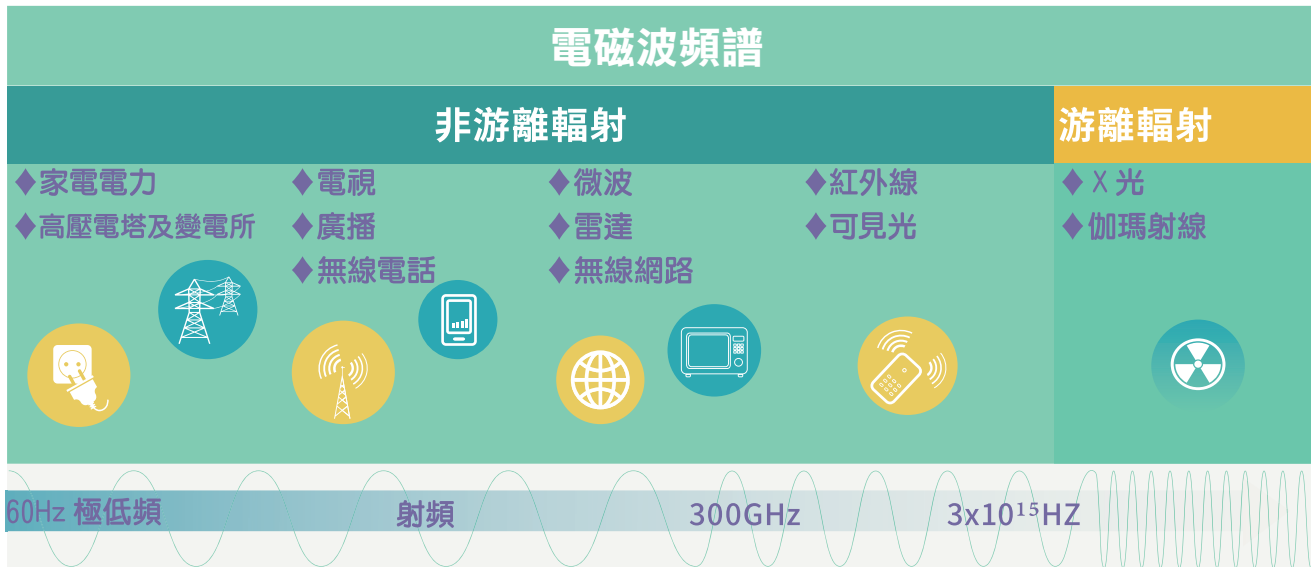 電磁波頻譜
非游離輻射
游離輻射
♦家電電力
♦高壓電塔及變電所
♦電視
♦廣播
♦無線電話
♦微波
♦雷達
♦無線網路
♦紅外線
♦可見光
♦X光
♦伽瑪射線
60Hz 極低頻
射頻
300GHz
3x10¹⁵HZ